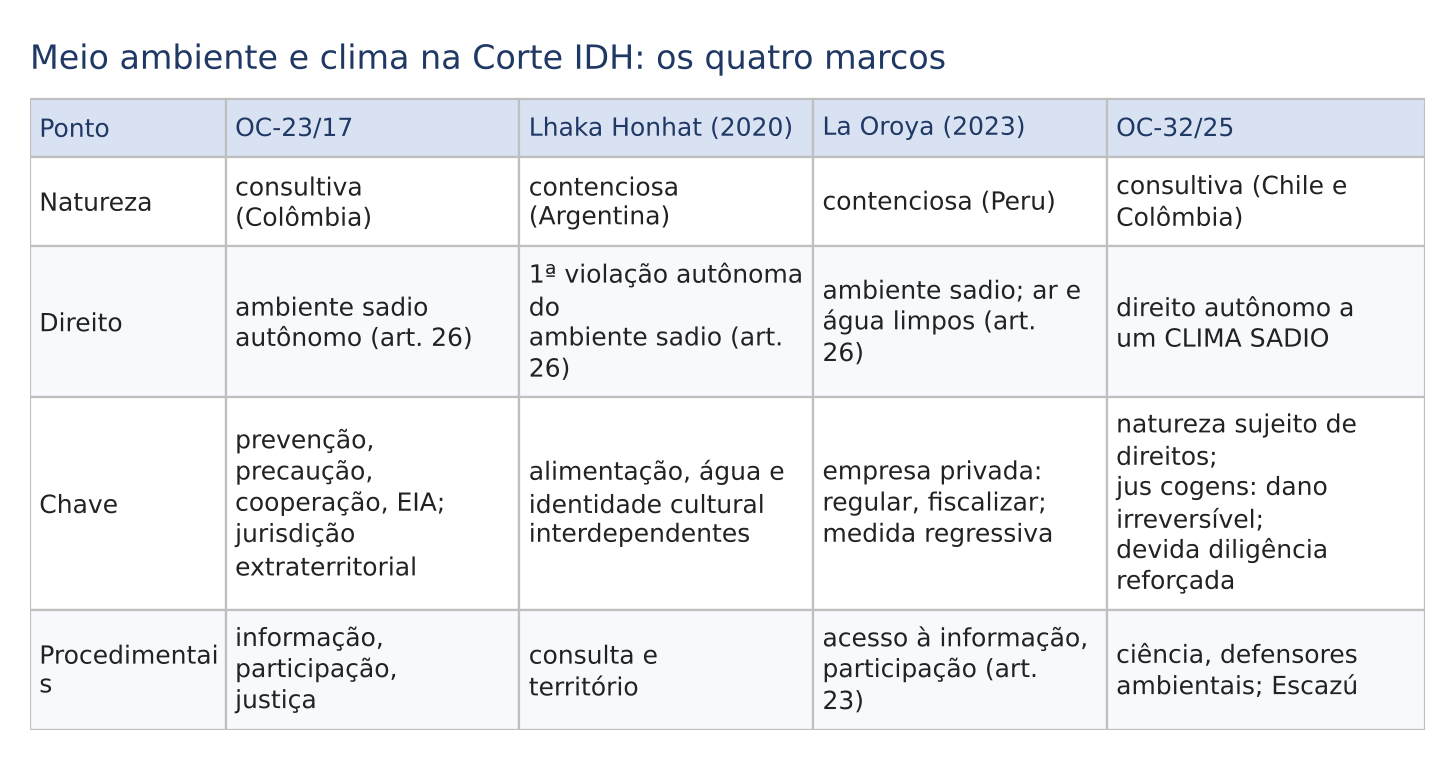 Meio ambiente e clima na Corte IDH: os quatro marcos
Ponto
OC-23/17
Lhaka Honhat (2020)
La Oroya (2023)
OC-32/25
Natureza
consultiva
(Colômbia)
contenciosa
(Argentina)
contenciosa (Peru)
consultiva (Chile e
Colômbia)
Direito
ambiente sadio
autônomo (art. 26)
1ª violação autônoma
do
ambiente sadio (art.
26)
ambiente sadio; ar e
água limpos (art.
26)
direito autônomo a
um CLIMA SADIO
Chave
prevenção,
precaução,
cooperação, EIA;
jurisdição
extraterritorial
alimentação, água e
identidade cultural
interdependentes
empresa privada:
regular, fiscalizar;
medida regressiva
natureza sujeito de
direitos;
jus cogens: dano
irreversível;
devida diligência
reforçada
Procedimentai
s
informação,
participação,
justiça
consulta e
território
acesso à informação,
participação (art.
23)
ciência, defensores
ambientais; Escazú